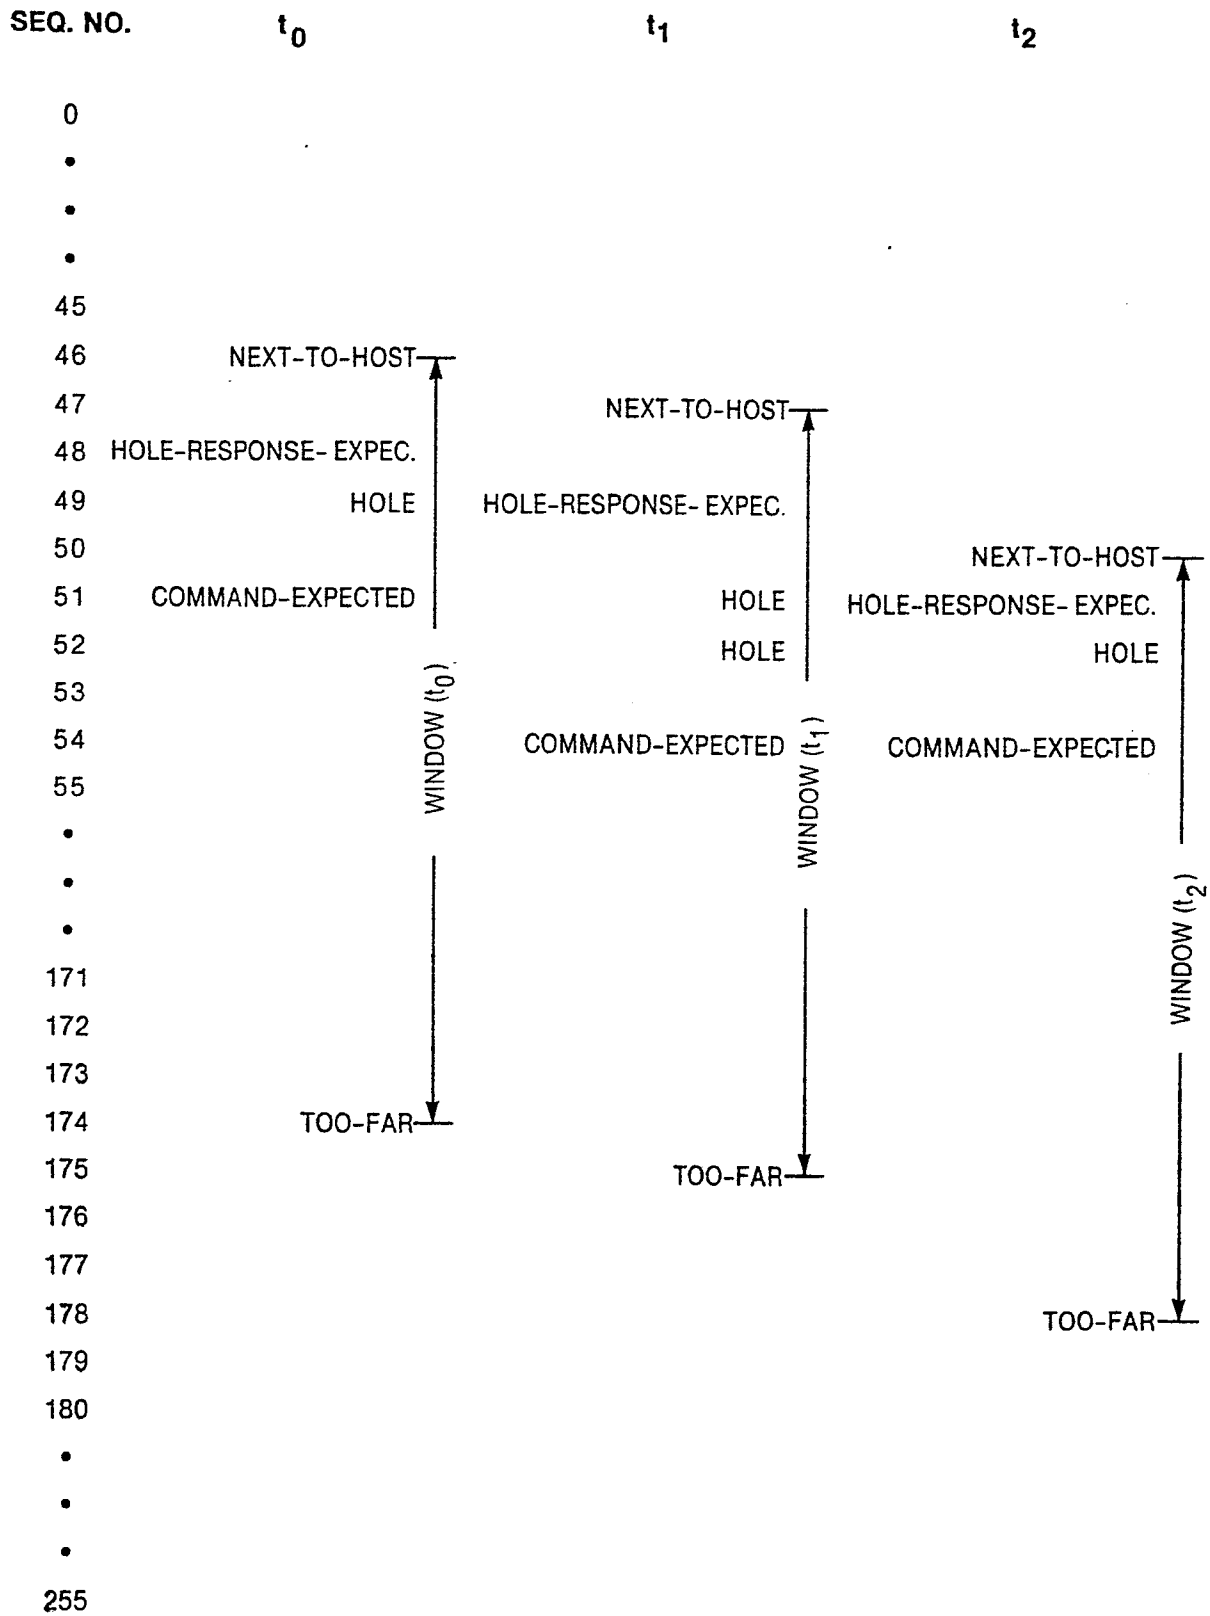 SEQ. NO. t0 t1 t2
0
•
•
•
45
46 NEXT-TO-HOST
47 NEXT-TO-HOST
48 HOLE-RESPONSE-EXPEC.
49 HOLE HOLE-RESPONSE-EXPEC.
50 NEXT-TO-HOST
51 COMMAND-EXPECTED HOLE HOLE-RESPONSE-EXPEC.
52 HOLE HOLE
53
54 COMMAND-EXPECTED COMMAND-EXPECTED
55
WINDOW (t0)
WINDOW (t1)
WINDOW (t2)
•
•
•
171
172
173
174 TOO-FAR
175 TOO-FAR
176
177
178 TOO-FAR
179
180
•
•
•
255